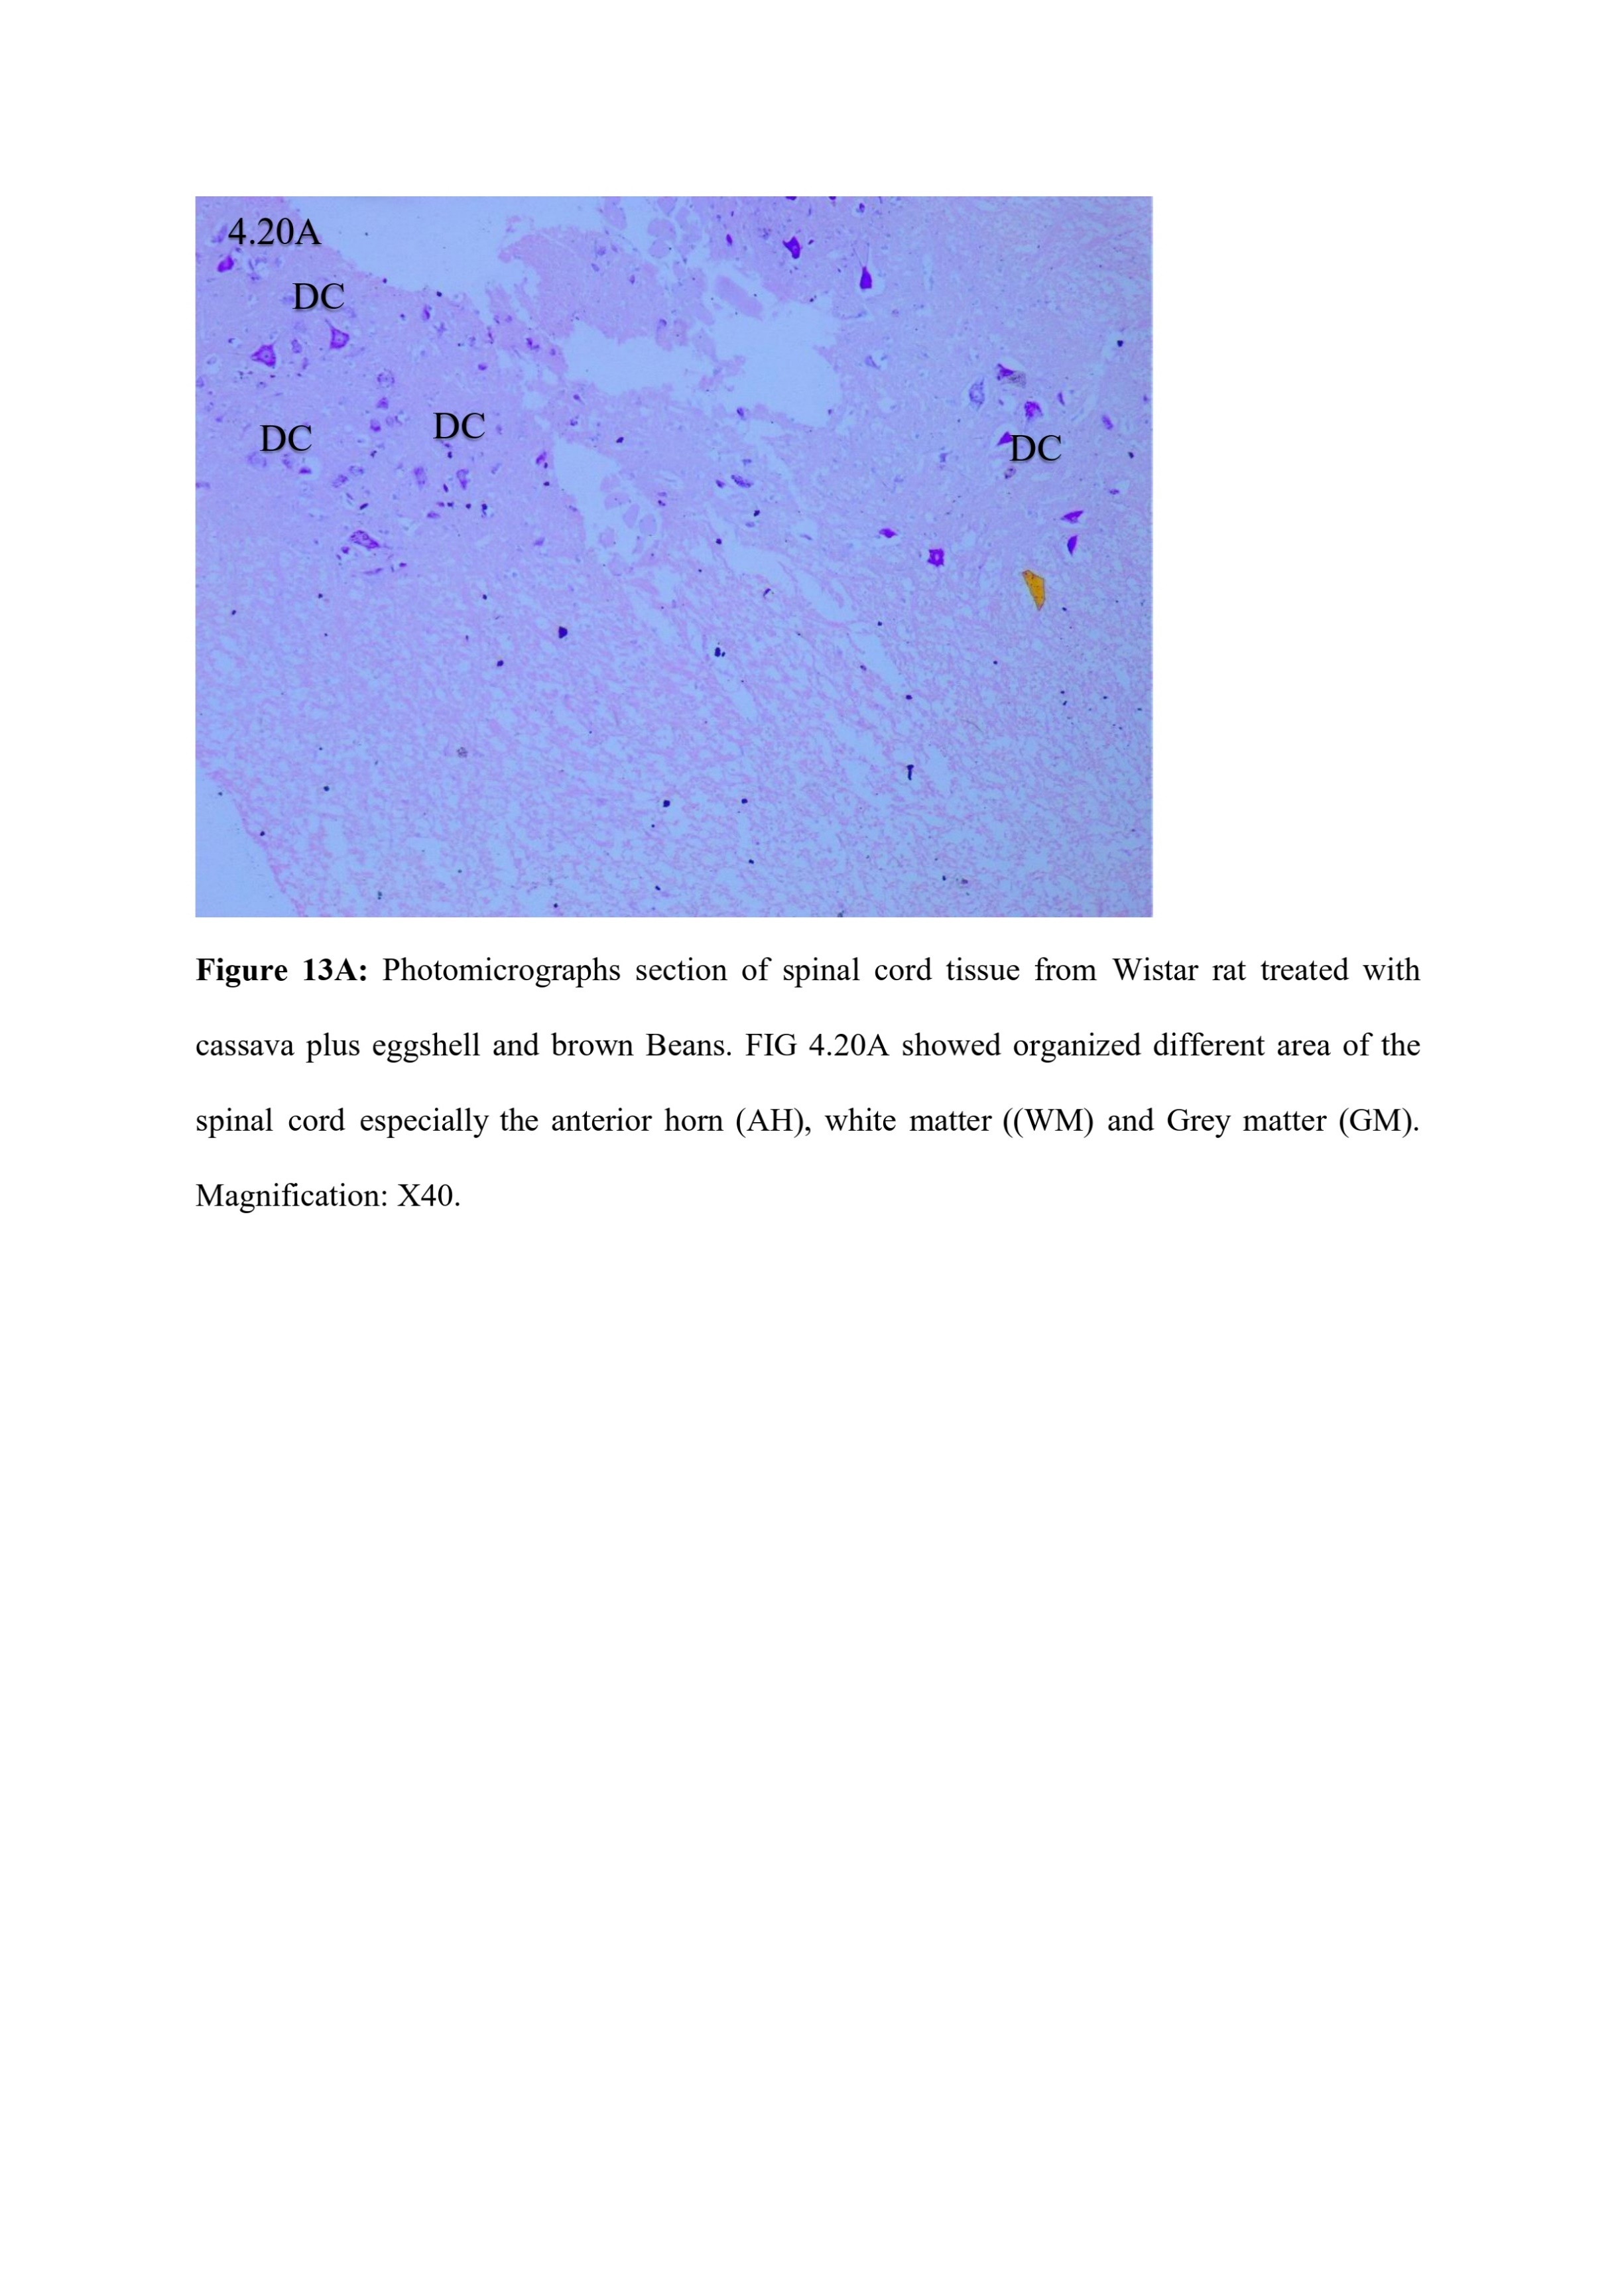 4.20A
DC
DC
DC
DC
Figure 13A: Photomicrographs section of spinal cord tissue from Wistar rat treated with
cassava plus eggshell and brown Beans. FIG 4.20A showed organized different area of the
spinal cord especially the anterior horn (AH), white matter ((WM) and Grey matter (GM).
Magnification: X40.